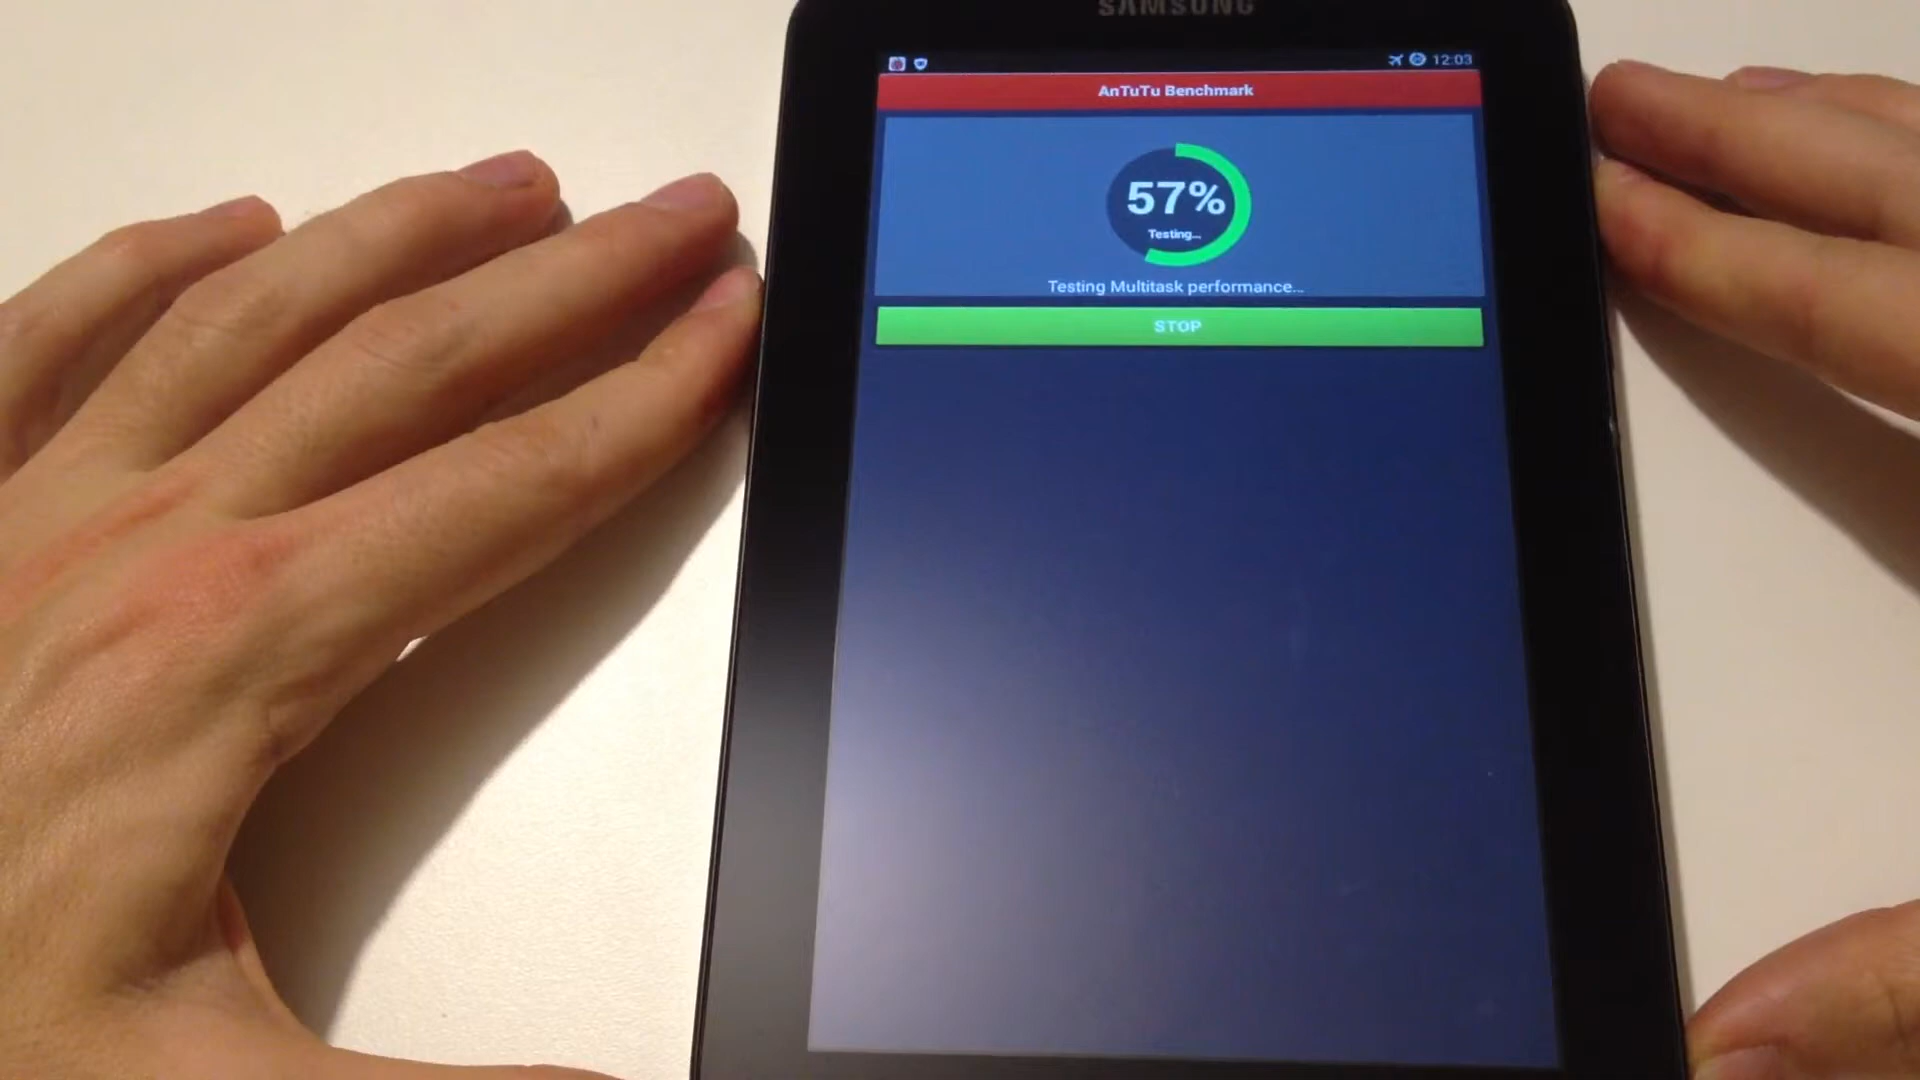 SAMSUNG
12:03
AnTuTu Benchmark
57%
Testing...
Testing Multitask performance...
STOP